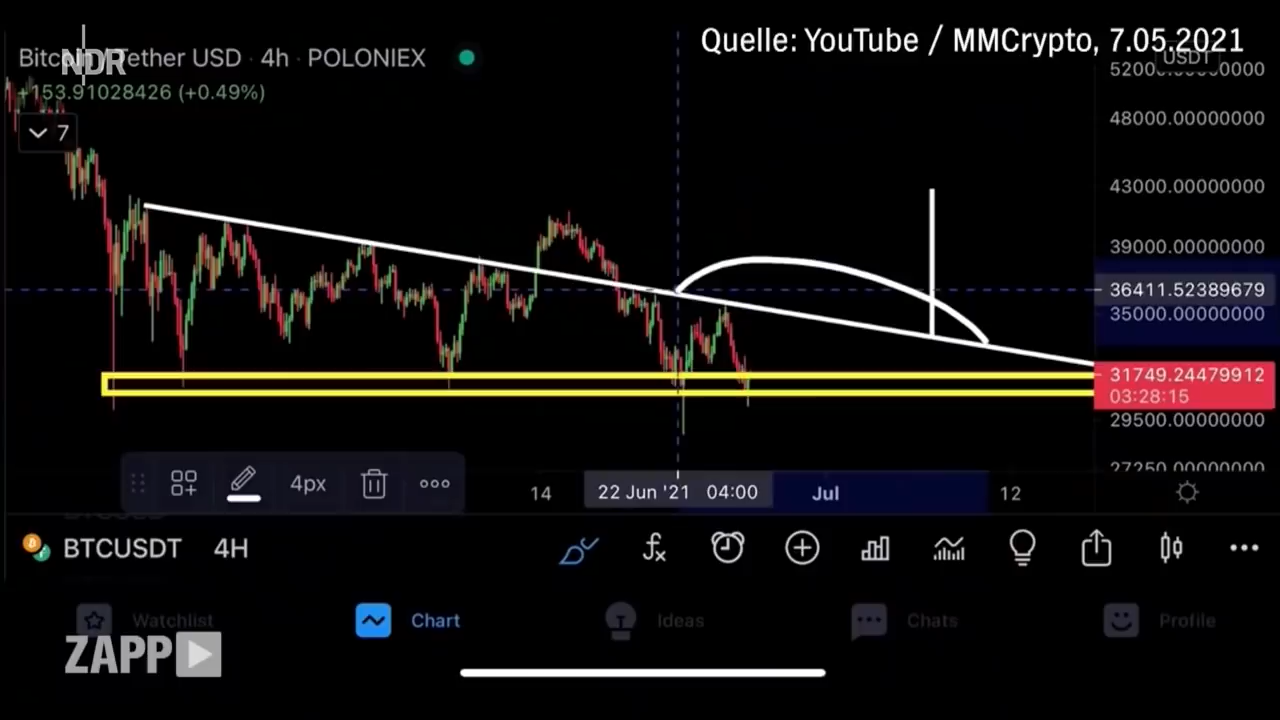 Quelle: YouTube / MMCrypto, 7.05.2021
Bitcoin / Tether USD · 4h · POLONIEX
NDR
USDT
+153.91028426 (+0.49%)
7
52000.00000000
48000.00000000
43000.00000000
39000.00000000
36411.52389679
35000.00000000
31749.24479912
03:28:15
29500.00000000
27250.00000000
4px
14
22 Jun '21 04:00
Jul
12
BTCUSDT 4H
Watchlist
Chart
Ideas
Chats
Profile
ZAPP